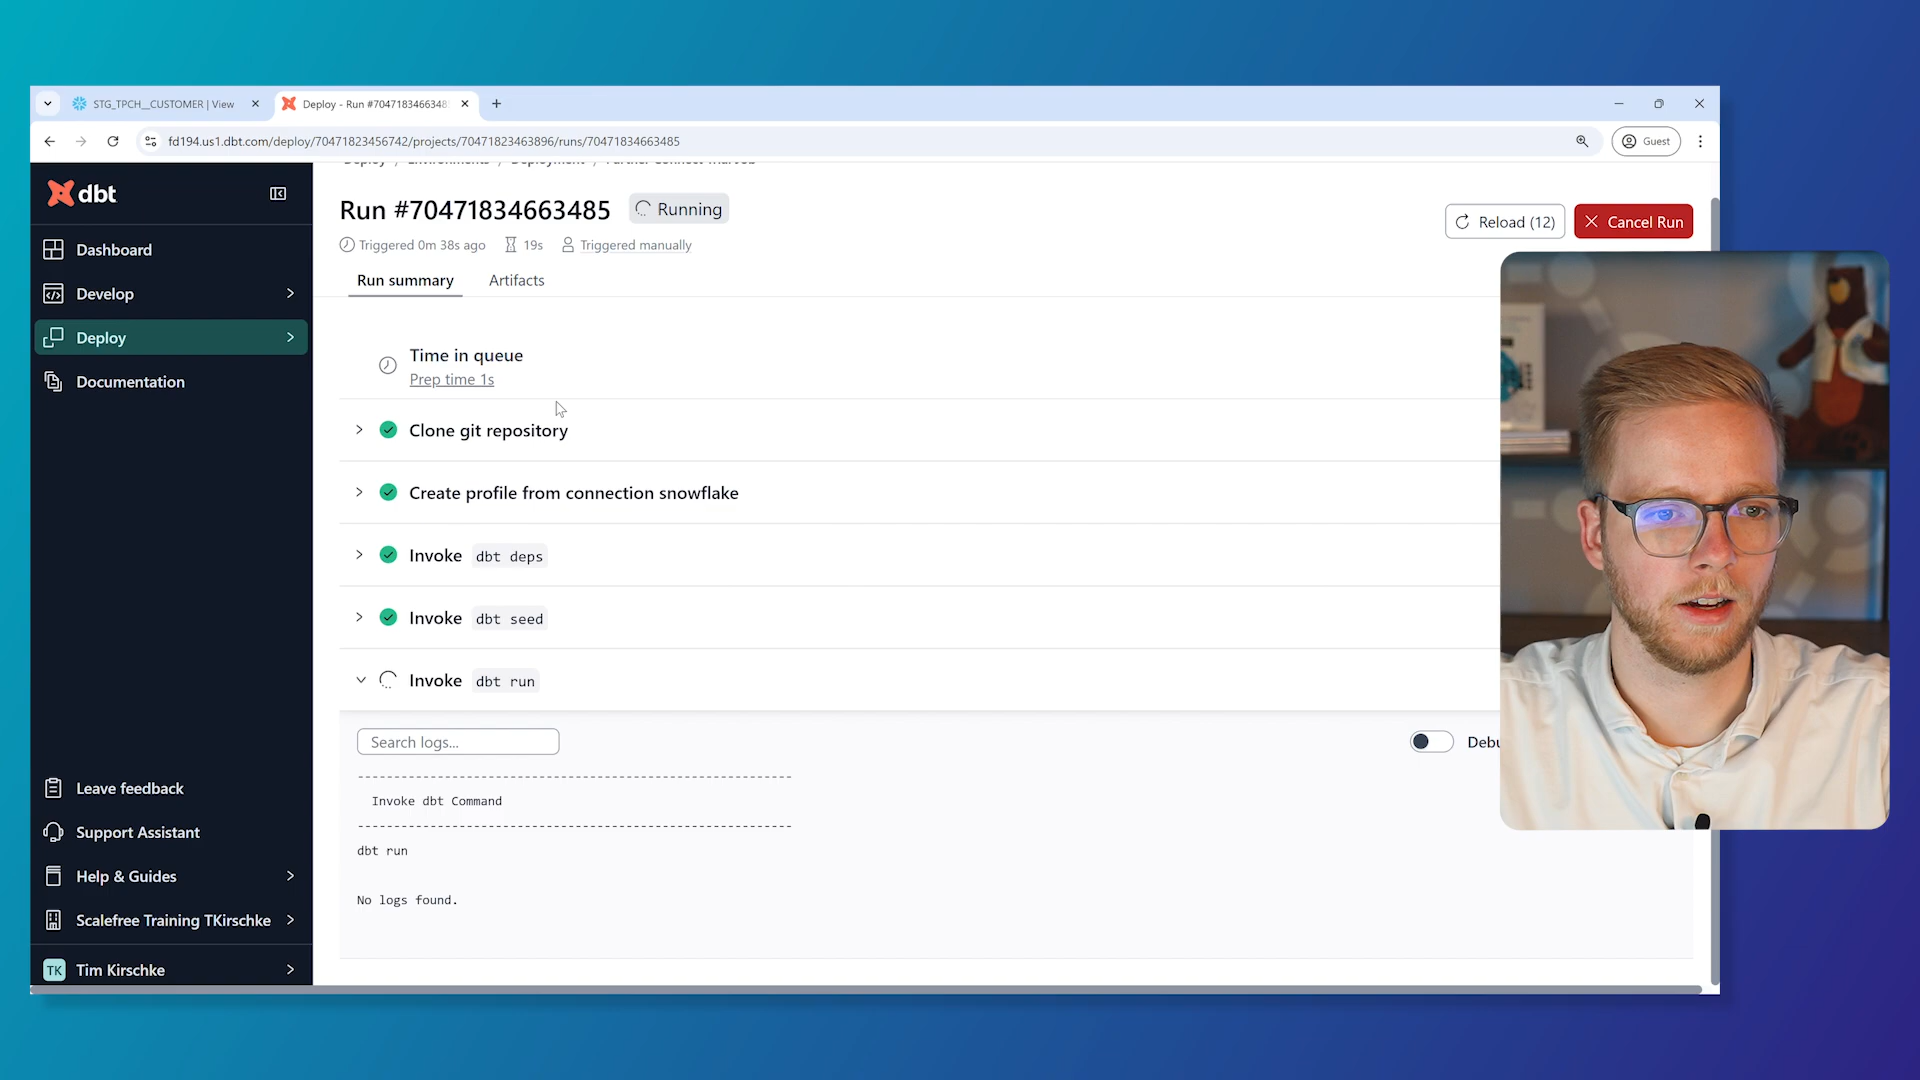 STG_TPCH__CUSTOMER | View
Deploy - Run #7047183466348
fd194.us1.dbt.com/deploy/70471823456742/projects/70471823463896/runs/70471834663485
Guest
dbt
Dashboard
Develop
Deploy
Documentation
Leave feedback
Support Assistant
Help & Guides
Scalefree Training TKirschke
TK Tim Kirschke
Run #70471834663485 Running
Reload (12) Cancel Run
Triggered 0m 38s ago 19s Triggered manually
Run summary Artifacts
Time in queue
Prep time 1s
Clone git repository
Create profile from connection snowflake
Invoke dbt deps
Invoke dbt seed
Invoke dbt run
Search logs... Debu
------------------------------------------------------------
Invoke dbt Command
------------------------------------------------------------
dbt run
No logs found.